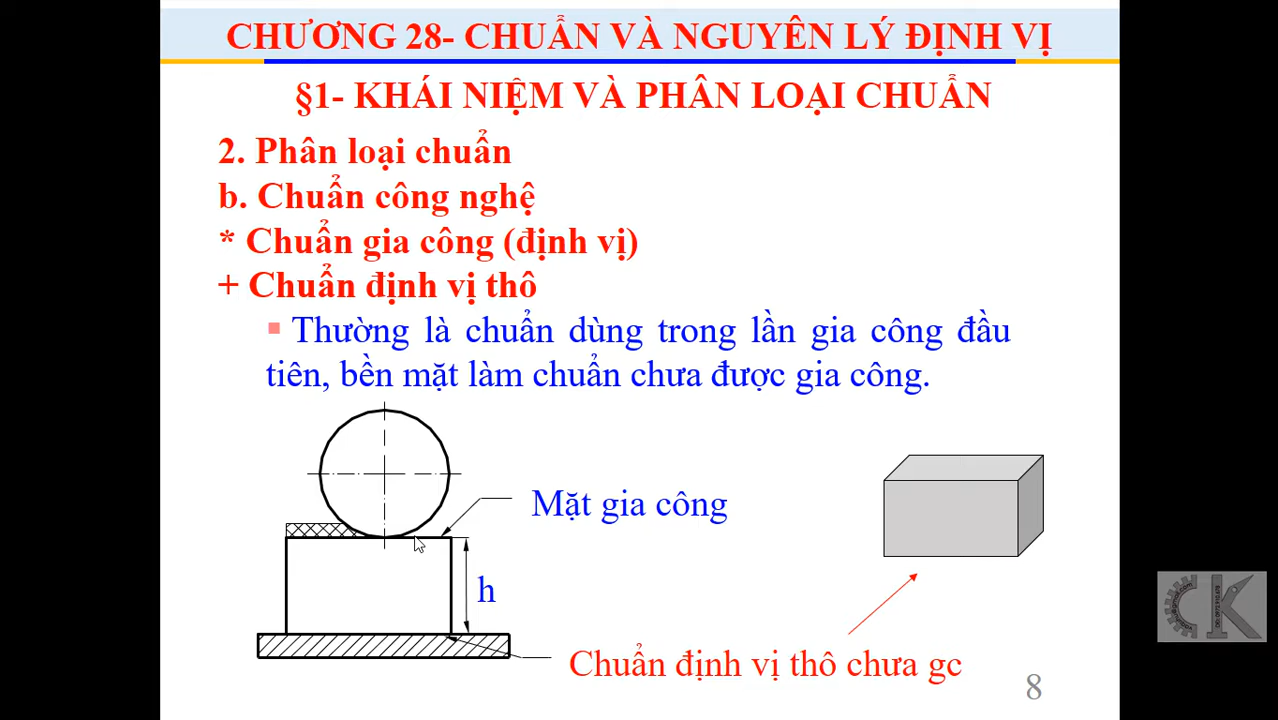 CHƯƠNG 28- CHUẨN VÀ NGUYÊN LÝ ĐỊNH VỊ
§1- KHÁI NIỆM VÀ PHÂN LOẠI CHUẨN
2. Phân loại chuẩn
b. Chuẩn công nghệ
* Chuẩn gia công (định vị)
+ Chuẩn định vị thô
Thường là chuẩn dùng trong lần gia công đầu
tiên, bền mặt làm chuẩn chưa được gia công.
Mặt gia công
h
Chuẩn định vị thô chưa gc
8
CK